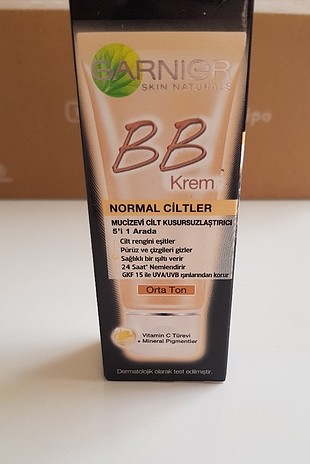 GARNIER
SKIN NATURALS
BB
Krem
NORMAL CİLTLER
MUCİZEVİ CİLT KUSURSUZLAŞTIRICI
5'i 1 Arada
Cilt rengini eşitler
Pürüz ve çizgileri gizler
Sağlıklı bir ışıltı verir
24 Saat* Nemlendirir
GKF 15 ile UVA/UVB ışınlarından korur
Orta Ton
Vitamin C Türevi
+ Mineral Pigmentler
Dermatolojik olarak test edilmiştir.